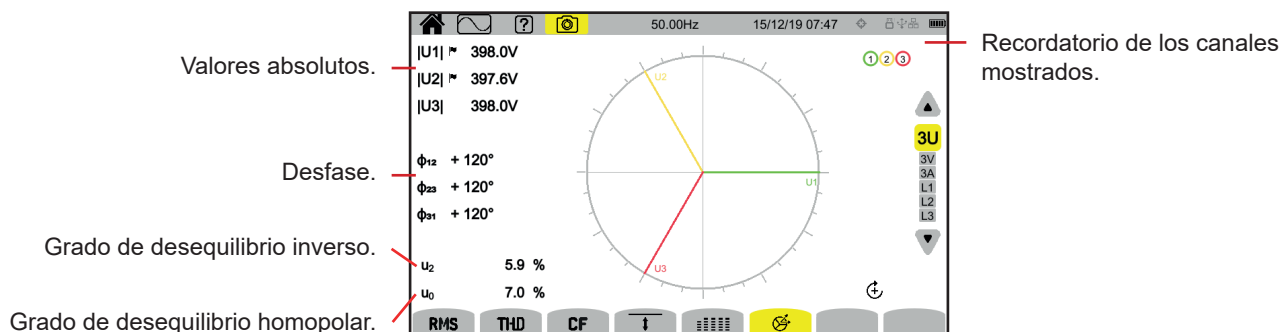 ? 50.00Hz 15/12/19 07:47
|U1| 398.0V
|U2| 397.6V
|U3| 398.0V
Valores absolutos.
Recordatorio de los canales
mostrados.
1 2 3
U2
U1
U3
3U
3V
3A
L1
L2
L3
Desfase.
ϕ₁₂ + 120°
ϕ₂₃ + 120°
ϕ₃₁ + 120°
Grado de desequilibrio inverso.
u₂ 5.9 %
Grado de desequilibrio homopolar.
u₀ 7.0 %
RMS THD CF